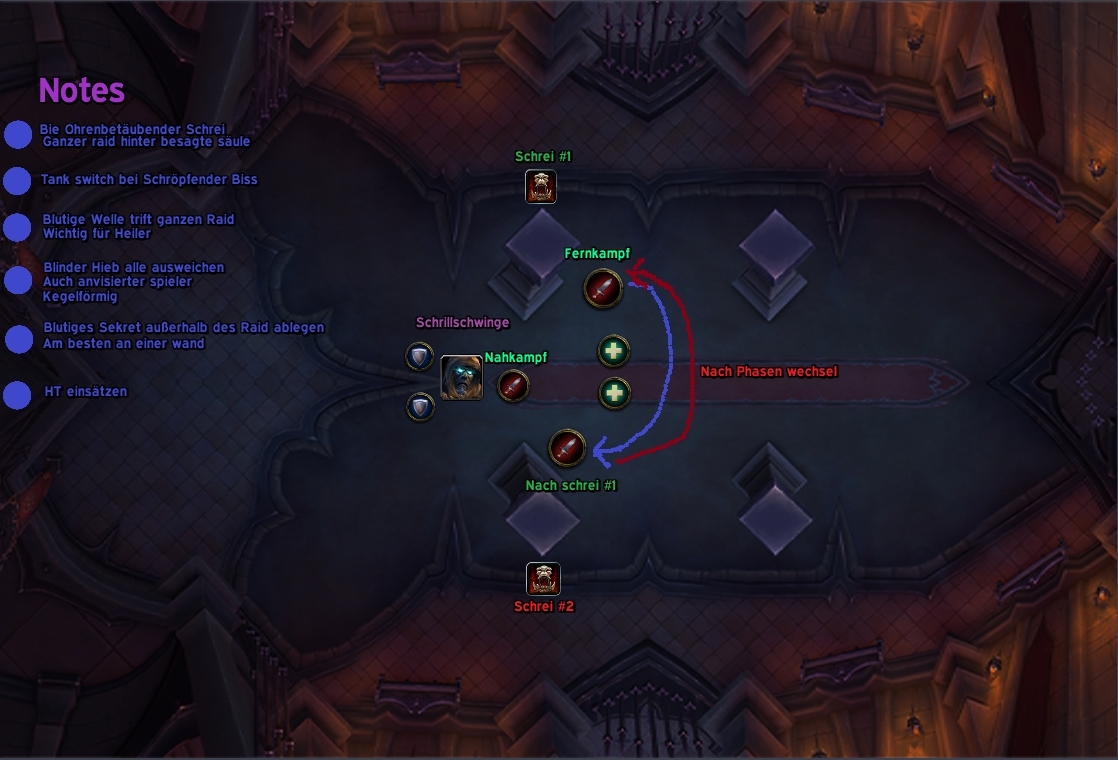 Notes
Bie Ohrenbetäubender Schrei
Ganzer raid hinter besagte säule
Tank switch bei Schröpfender Biss
Blutige Welle trift ganzen Raid
Wichtig für Heiler
Blinder Hieb alle ausweichen
Auch anvisierter spieler
Kegelförmig
Blutiges Sekret außerhalb des Raid ablegen
Am besten an einer wand
HT einsätzen
Schrei #1
Fernkampf
Schrillschwinge
Nahkampf
Nach Phasen wechsel
Nach schrei #1
Schrei #2